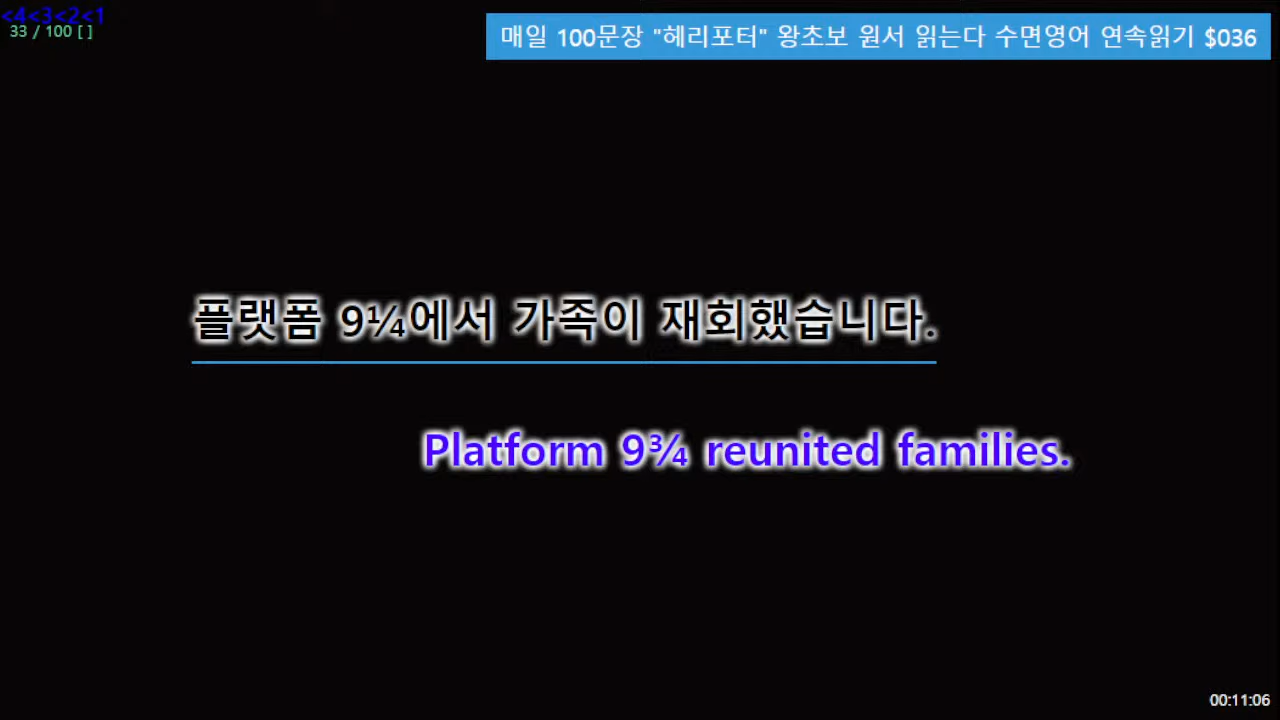 <4<3<2<1
33 / 100 [ ]
매일 100문장 "헤리포터" 왕초보 원서 읽는다 수면영어 연속읽기 $036
플랫폼 9¼에서 가족이 재회했습니다.
Platform 9¾ reunited families.
00:11:06